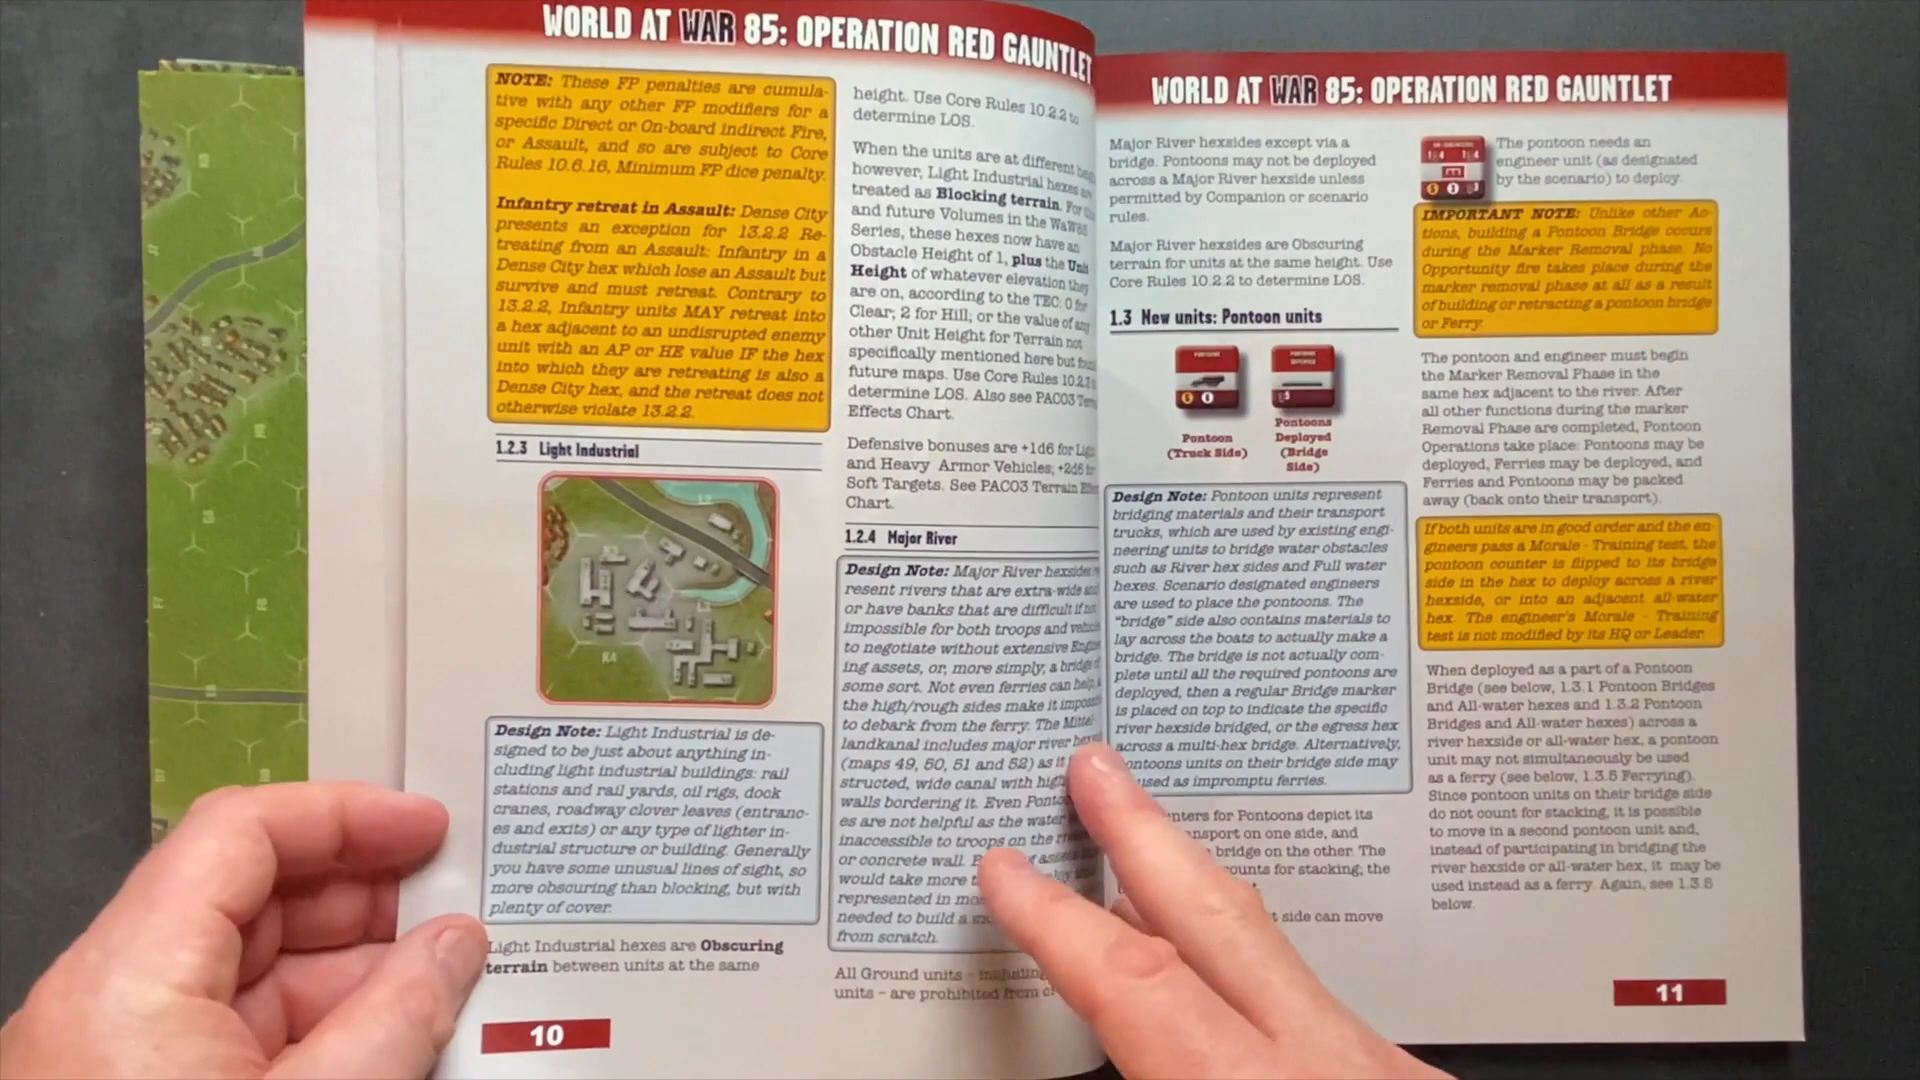 WORLD AT WAR 85: OPERATION RED GAUNTLET
NOTE: These FP penalties are cumula-
tive with any other FP modifiers for a
specific Direct or On-board indirect Fire,
or Assault, and so are subject to Core
Rules 10.6.16, Minimum FP dice penalty.
Infantry retreat in Assault: Dense City
presents an exception for 13.2.2 Re-
treating from an Assault: Infantry in a
Dense City hex which lose an Assault but
survive and must retreat. Contrary to
13.2.2, Infantry units MAY retreat into
a hex adjacent to an undisrupted enemy
unit with an AP or HE value IF the hex
into which they are retreating is also a
Dense City hex, and the retreat does not
otherwise violate 13.2.2.
1.2.3 Light Industrial
Design Note: Light Industrial is de-
signed to be just about anything in-
cluding light industrial buildings: rail
stations and rail yards, oil rigs, dock
cranes, roadway clover leaves (entranc-
es and exits) or any type of lighter in-
dustrial structure or building. Generally
you have some unusual lines of sight, so
more obscuring than blocking, but with
plenty of cover.
Light Industrial hexes are Obscuring
terrain between units at the same
10
height. Use Core Rules 10.2.2 to
determine LOS.
When the units are at different
however, Light Industrial hexes are
treated as Blocking terrain. For
and future Volumes in the WaW85
Series, these hexes now have an
Obstacle Height of 1, plus the Unit
Height of whatever elevation they
are on, according to the TEC: 0 for
Clear; 2 for Hill; or the value of any
other Unit Height for Terrain not
specifically mentioned here but
future maps. Use Core Rules
determine LOS. Also see PAC03
Effects Chart.
Defensive bonuses are +1d6 for
and Heavy Armor Vehicles; +2d6
Soft Targets. See PAC03 Terrain
Chart.
1.2.4 Major River
Design Note: Major River hexsides
resent rivers that are extra-wide and
or have banks that are difficult if not
impossible for both troops and
to negotiate without extensive
ing assets, or, more simply, a bridge
some sort. Not even ferries can help,
the high/rough sides make it
to debark from the ferry. The Mittel-
landkanal includes major river
(maps 49, 50, 51 and 52) as
structed, wide canal with high
walls bordering it. Even
es are not helpful as the water
inaccessible to troops on the
or concrete wall.
would take more
represented in
needed to build a
from scratch.
All Ground units – including
units – are prohibited from
WORLD AT WAR 85: OPERATION RED GAUNTLET
Major River hexsides except via a
bridge. Pontoons may not be deployed
across a Major River hexside unless
permitted by Companion or scenario
rules.
Major River hexsides are Obscuring
terrain for units at the same height. Use
Core Rules 10.2.2 to determine LOS.
1.3 New units: Pontoon units
Pontoon
(Truck Side)
Pontoons
Deployed
(Bridge
Side)
Design Note: Pontoon units represent
bridging materials and their transport
trucks, which are used by existing engi-
neering units to bridge water obstacles
such as River hex sides and Full water
hexes. Scenario designated engineers
are used to place the pontoons. The
"bridge" side also contains materials to
lay across the boats to actually make a
bridge. The bridge is not actually com-
plete until all the required pontoons are
deployed, then a regular Bridge marker
is placed on top to indicate the specific
river hexside bridged, or the egress hex
across a multi-hex bridge. Alternatively,
pontoons units on their bridge side may
used as impromptu ferries.
for Pontoons depict its
on one side, and
bridge on the other. The
for stacking, the
side can move
The pontoon needs an
engineer unit (as designated
by the scenario) to deploy.
IMPORTANT NOTE: Unlike other Ac-
tions, building a Pontoon Bridge occurs
during the Marker Removal phase. No
Opportunity fire takes place during the
marker removal phase at all as a result
of building or retracting a pontoon bridge
or Ferry.
The pontoon and engineer must begin
the Marker Removal Phase in the
same hex adjacent to the river. After
all other functions during the marker
Removal Phase are completed, Pontoon
Operations take place: Pontoons may be
deployed, Ferries may be deployed, and
Ferries and Pontoons may be packed
away (back onto their transport).
If both units are in good order and the en-
gineers pass a Morale - Training test, the
pontoon counter is flipped to its bridge
side in the hex to deploy across a river
hexside, or into an adjacent all-water
hex. The engineer's Morale - Training
test is not modified by its HQ or Leader.
When deployed as a part of a Pontoon
Bridge (see below, 1.3.1 Pontoon Bridges
and All-water hexes and 1.3.2 Pontoon
Bridges and All-water hexes) across a
river hexside or all-water hex, a pontoon
unit may not simultaneously be used
as a ferry (see below, 1.3.5 Ferrying).
Since pontoon units on their bridge side
do not count for stacking, it is possible
to move in a second pontoon unit and,
instead of participating in bridging the
river hexside or all-water hex, it may be
used instead as a ferry. Again, see 1.3.5
below.
11